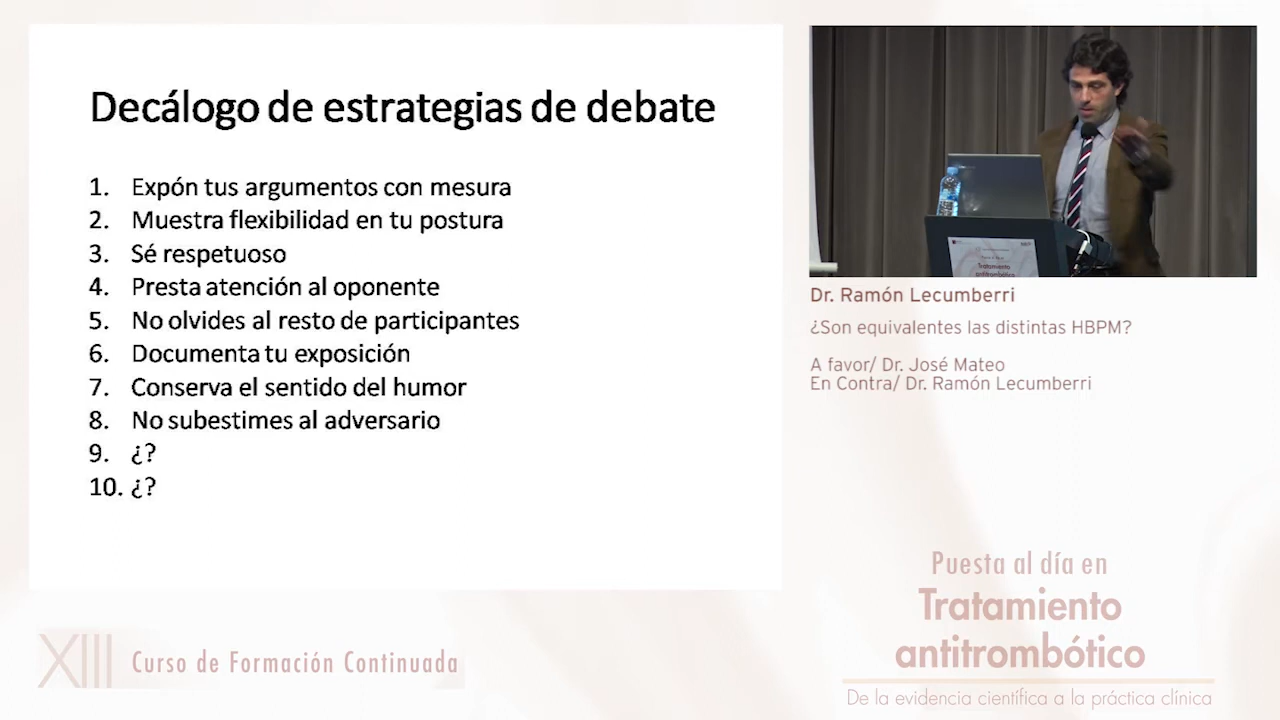 Decálogo de estrategias de debate
1. Expón tus argumentos con mesura
2. Muestra flexibilidad en tu postura
3. Sé respetuoso
4. Presta atención al oponente
5. No olvides al resto de participantes
6. Documenta tu exposición
7. Conserva el sentido del humor
8. No subestimes al adversario
9. ¿?
10. ¿?
Tratamiento
antitrombótico
Dr. Ramón Lecumberri
¿Son equivalentes las distintas HBPM?
A favor/ Dr. José Mateo
En Contra/ Dr. Ramón Lecumberri
XIII Curso de Formación Continuada
Puesta al día en
Tratamiento
antitrombótico
De la evidencia científica a la práctica clínica